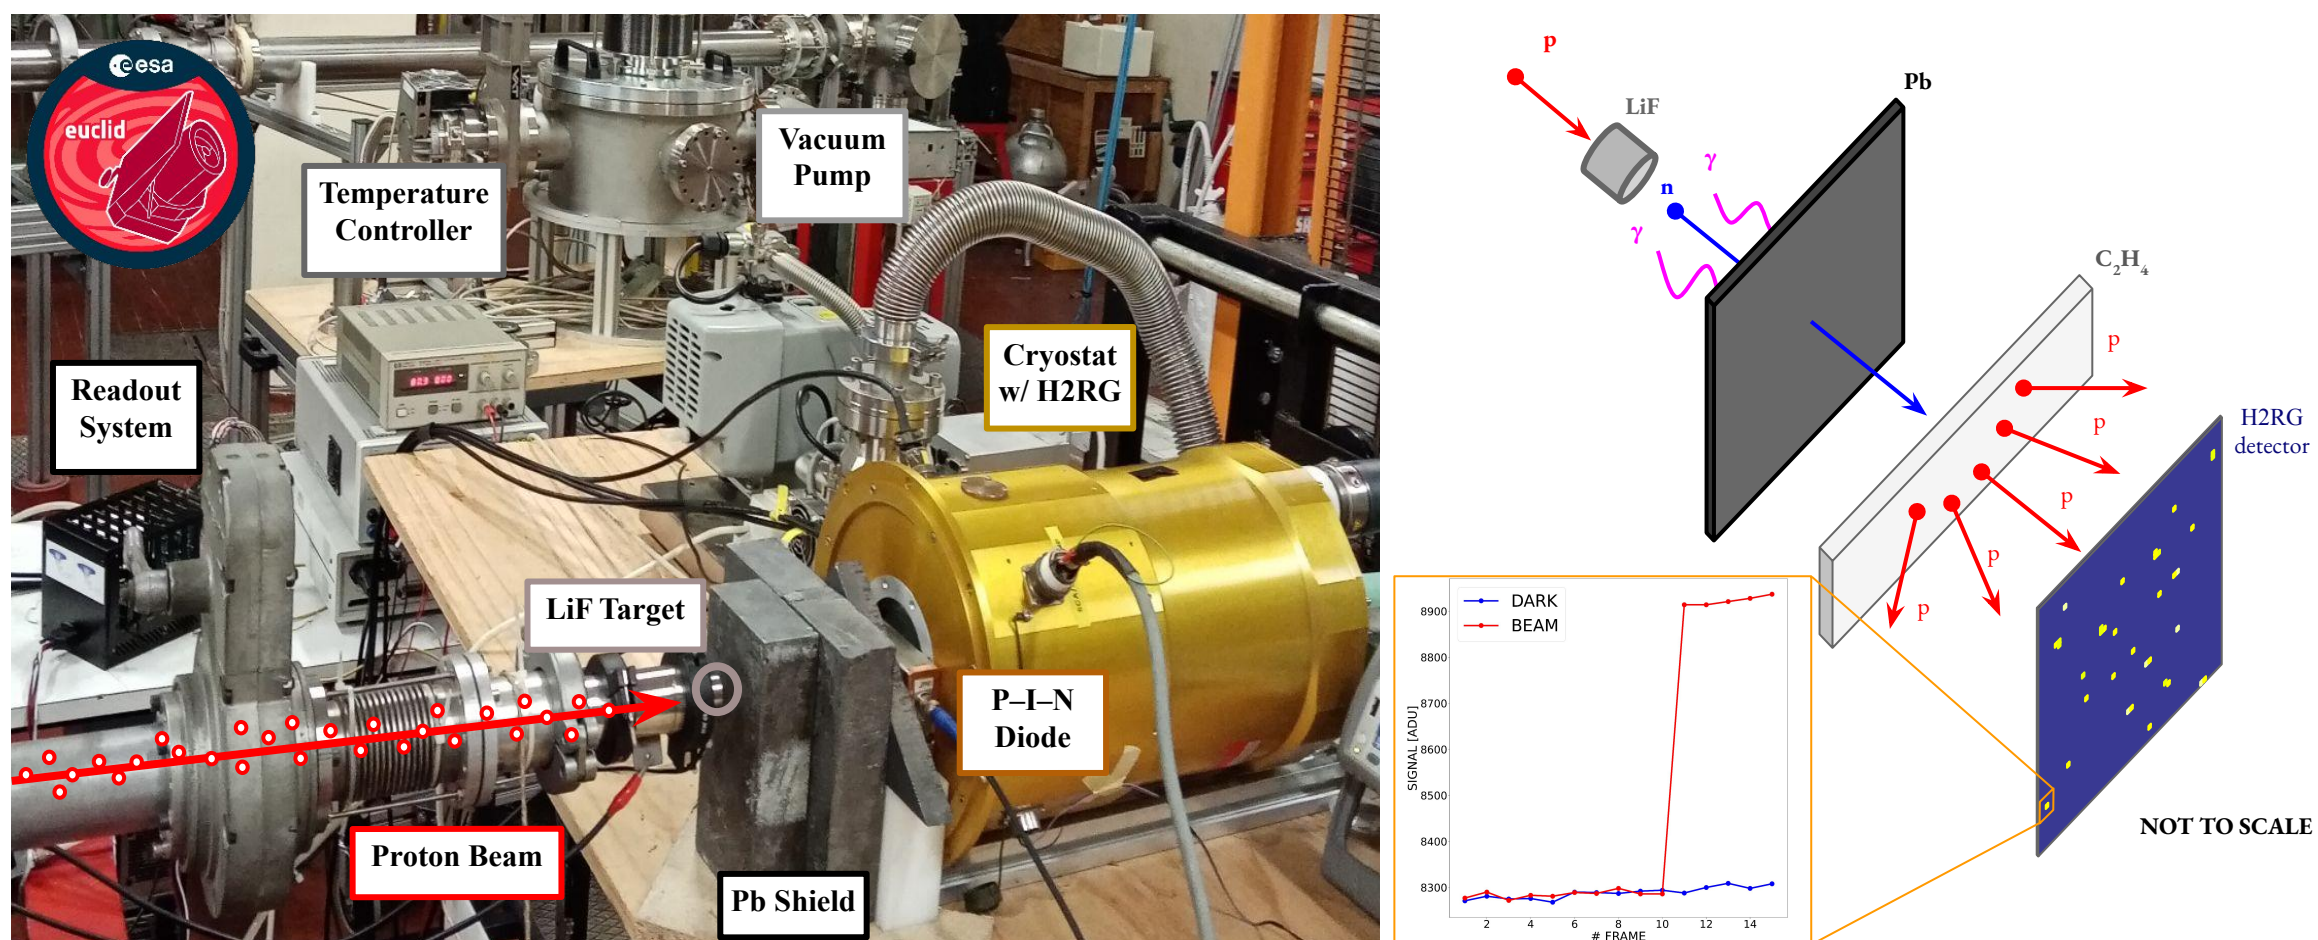 esa
euclid
Temperature
Controller
Vacuum
Pump
Readout
System
Cryostat
w/ H2RG
LiF Target
P–I–N
Diode
Proton Beam
Pb Shield
p
LiF
Pb
γ
n
γ
C₂H₄
p
p
p
p
p
H2RG
detector
NOT TO SCALE
DARK
BEAM
8900
8800
8700
8600
8500
8400
8300
SIGNAL [ADU]
2 4 6 8 10 12 14
# FRAME